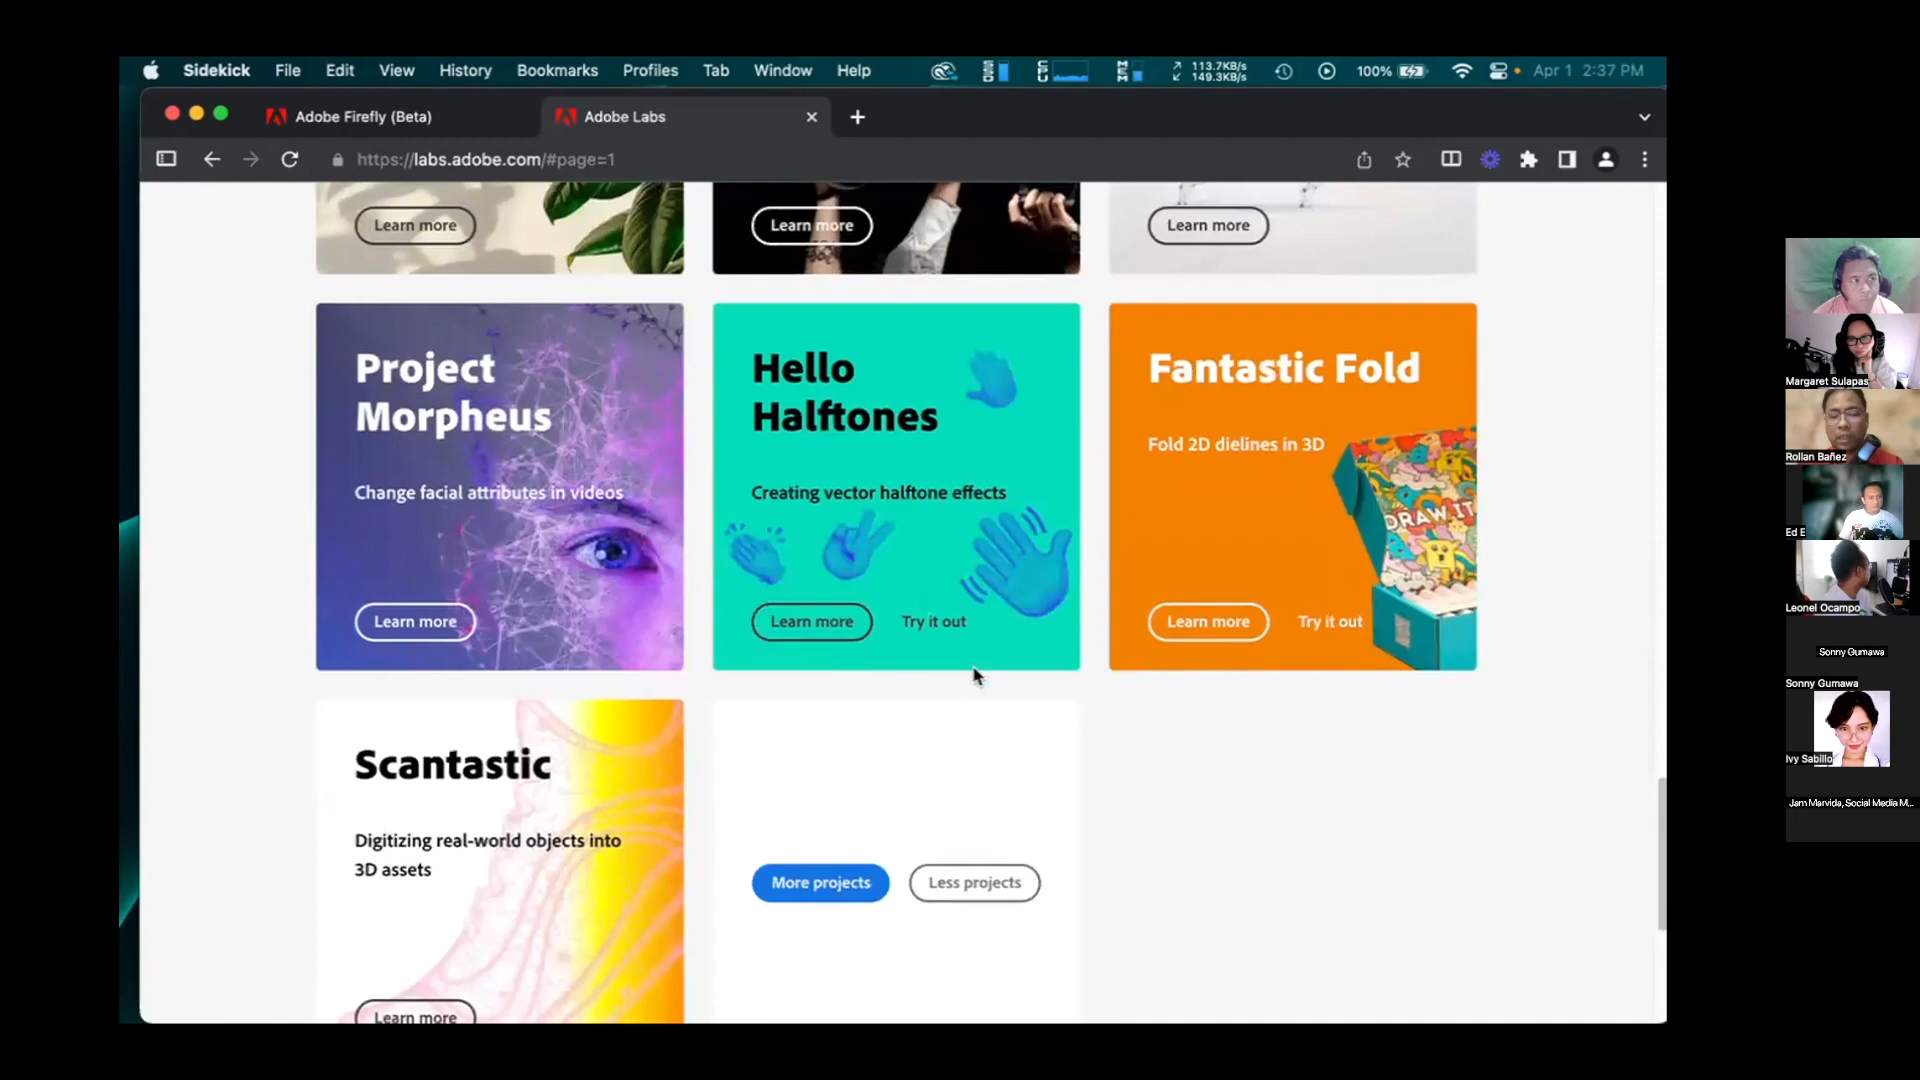 Sidekick File Edit View History Bookmarks Profiles Tab Window Help 113.7KB/s 149.3KB/s 100% Apr 1 2:37 PM
Adobe Firefly (Beta)
Adobe Labs
https://labs.adobe.com/#page=1
Learn more
Learn more
Learn more
Project
Morpheus
Change facial attributes in videos
Learn more
Hello
Halftones
Creating vector halftone effects
Learn more Try it out
Fantastic Fold
Fold 2D dielines in 3D
DRAW IT
Learn more Try it out
Scantastic
Digitizing real-world objects into
3D assets
Learn more
More projects Less projects
Margaret Sulapas
Rollan Bañez
Ed E
Leonel Ocampo
Sonny Gumawa
Sonny Gumawa
Ivy Sabillo
Jam Marvida, Social Media M...